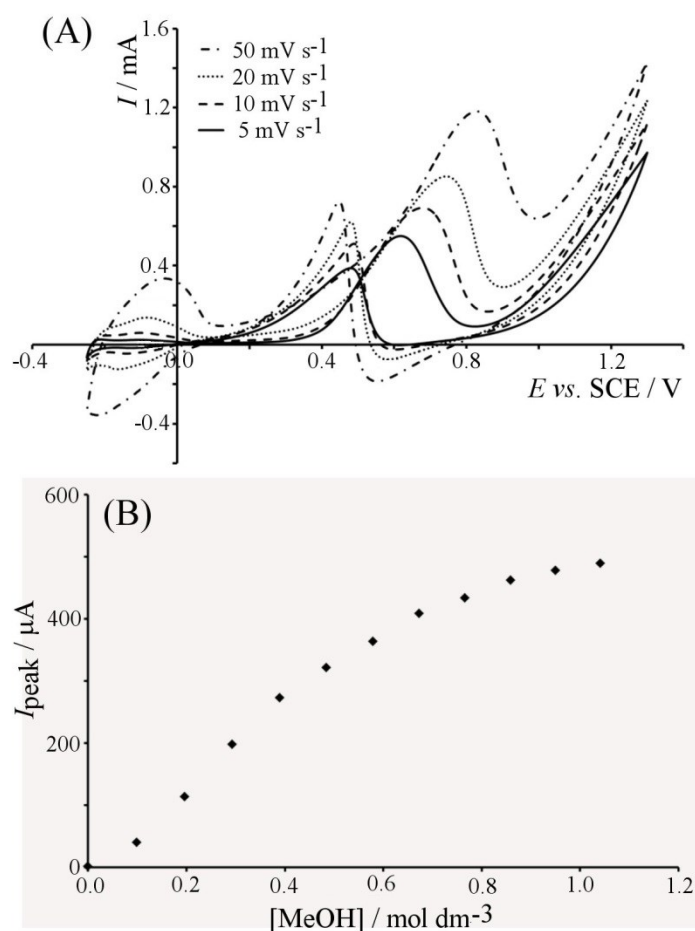 (A)
I / mA
1.6
1.2
0.8
0.4
-0.4
50 mV s-1
20 mV s-1
10 mV s-1
5 mV s-1
-0.4 0.0 0.4 0.8 1.2
E vs. SCE / V
(B)
Ipeak / μA
600
400
200
0
0.0 0.2 0.4 0.6 0.8 1.0 1.2
[MeOH] / mol dm-3